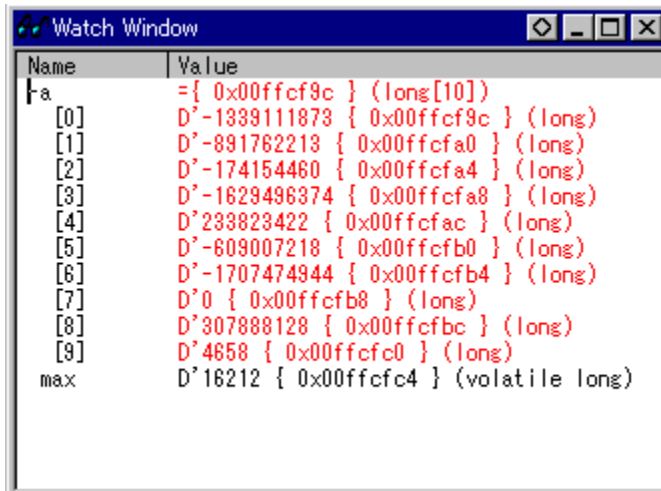 Watch Window
Name Value
-a ={ 0x00ffcf9c } (long[10])
[0] D'-1339111873 { 0x00ffcf9c } (long)
[1] D'-891762213 { 0x00ffcfa0 } (long)
[2] D'-174154460 { 0x00ffcfa4 } (long)
[3] D'-1629496374 { 0x00ffcfa8 } (long)
[4] D'233823422 { 0x00ffcfac } (long)
[5] D'-609007218 { 0x00ffcfb0 } (long)
[6] D'-1707474944 { 0x00ffcfb4 } (long)
[7] D'0 { 0x00ffcfb8 } (long)
[8] D'307888128 { 0x00ffcfbc } (long)
[9] D'4658 { 0x00ffcfc0 } (long)
max D'16212 { 0x00ffcfc4 } (volatile long)